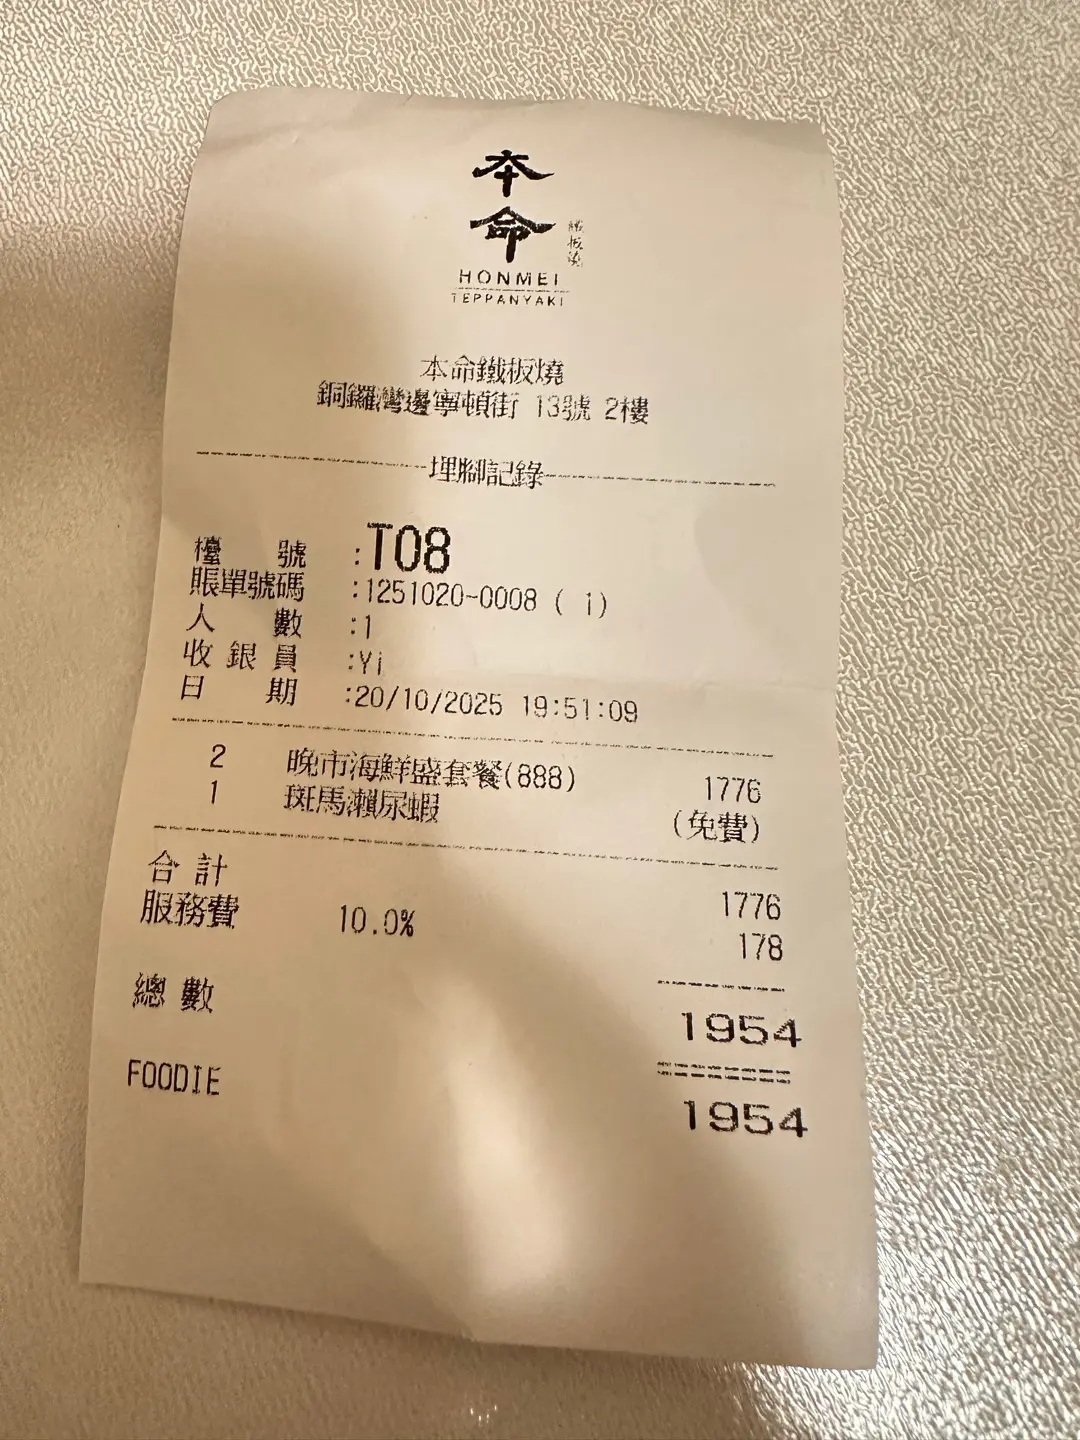 本命
鐵板燒
HONMEI
TEPPANYAKI
本命鐵板燒
銅鑼灣邊寧頓街 13號 2樓
埋腳記錄
檯號 :T08
賬單號碼 :1251020-0008 ( 1)
人數 :1
收銀員 :Yi
日期 :20/10/2025 19:51:09
2 晚市海鮮盛套餐(888) 1776
1 斑馬瀨尿蝦 (免費)
合計 1776
服務費 10.0% 178
總數 1954
FOODIE 1954